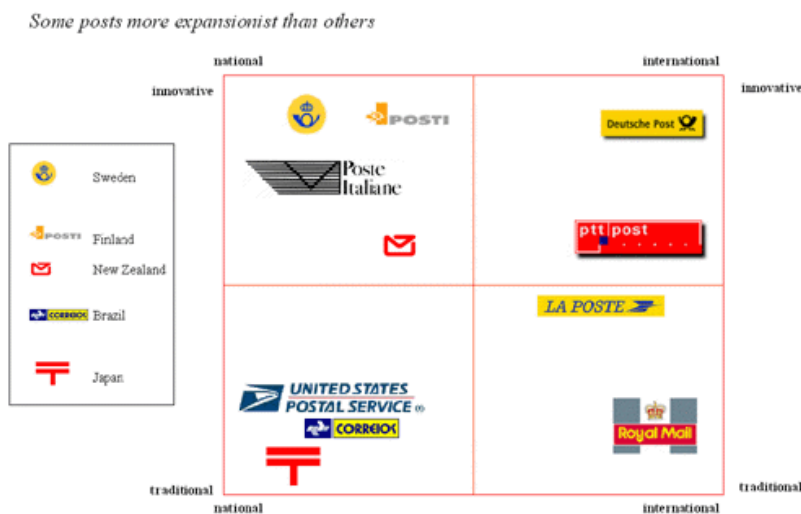 Some posts more expansionist than others
national
international
innovative
innovative
Sweden
POSTI
Finland
New Zealand
CORREIOS
Brazil
Japan
POSTI
Deutsche Post
Poste
Italiane
ptt post
LA POSTE
UNITED STATES
POSTAL SERVICE ®
CORREIOS
Royal Mail
traditional
traditional
national
international